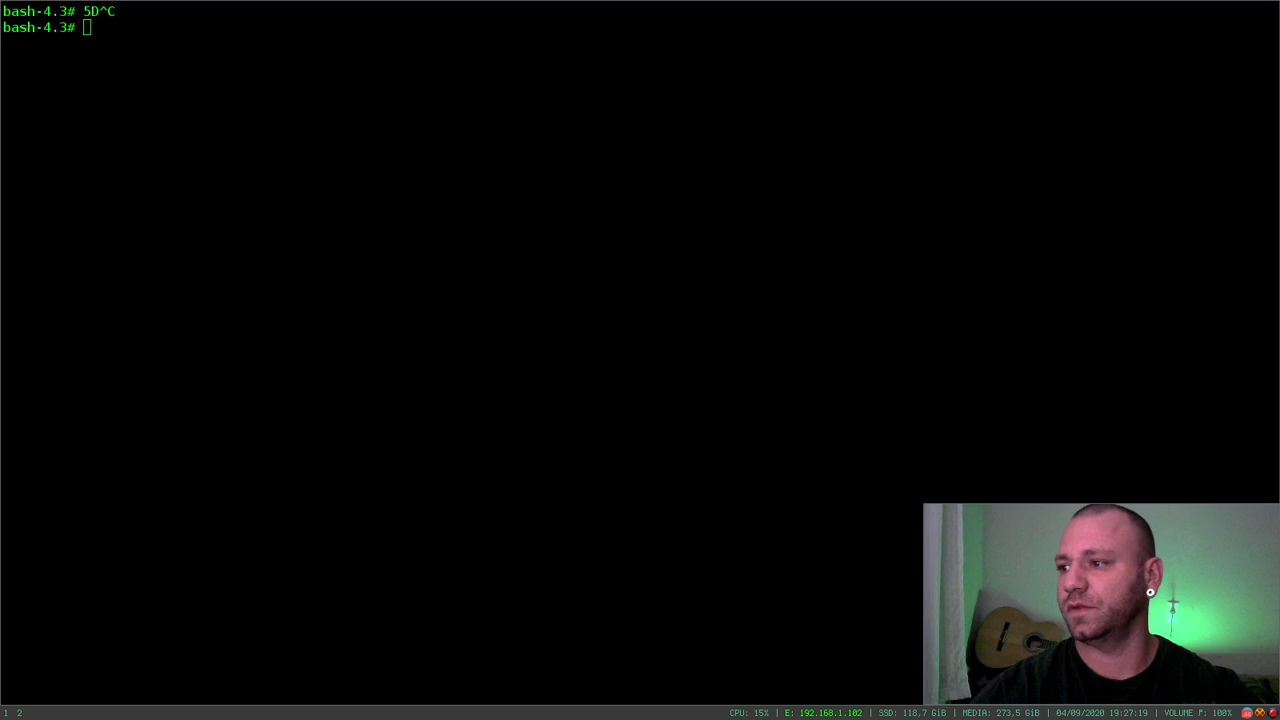 bash-4.3# 5D^C
bash-4.3#
1 2 CPU: 15% | E: 192.168.1.102 | SSD: 118,7 GiB | MEDIA: 273,5 GiB | 04/09/2020 19:27:19 | VOLUME ♪: 100%